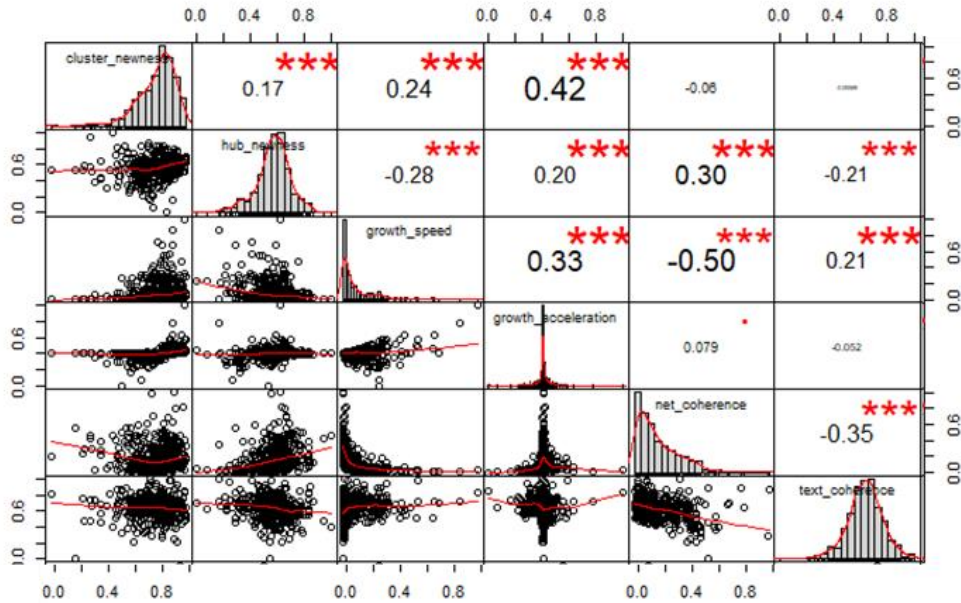 0.0 0.4 0.8 0.0 0.4 0.8 0.0 0.4 0.8
cluster_newness *** *** ***
0.17 0.24 0.42 -0.06
0.0 0.6
hub_newness *** *** *** ***
-0.28 0.20 0.30 -0.21
0.0 0.6
growth_speed *** *** ***
0.33 -0.50 0.21
0.0 0.6
growth_acceleration
0.079 -0.052
0.0 0.6
net_coherence ***
-0.35
0.0 0.6
text_coherence
1.0 0.6
0.0 0.4 0.8 0.0 0.4 0.8 0.0 0.4 0.8